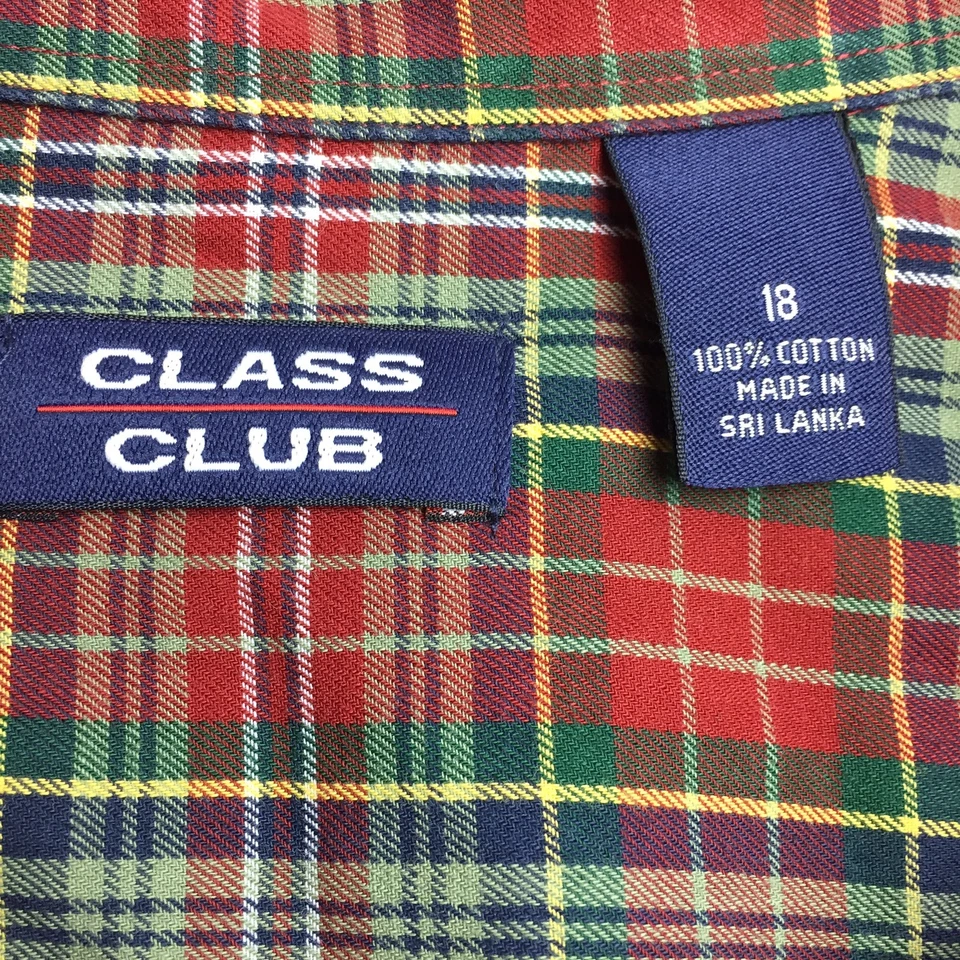 CLASS
CLUB
18
100% COTTON
MADE IN
SRI LANKA